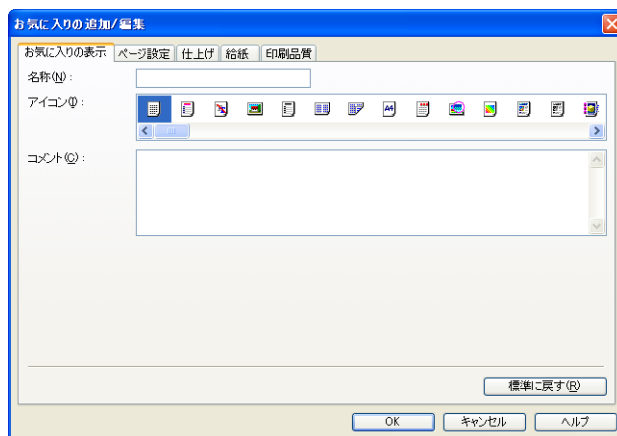 お気に入りの追加/編集
お気に入りの表示 ページ設定 仕上げ 給紙 印刷品質
名称(N):
アイコン(I):
A4
コメント(C):
標準に戻す(R)
OK キャンセル ヘルプ